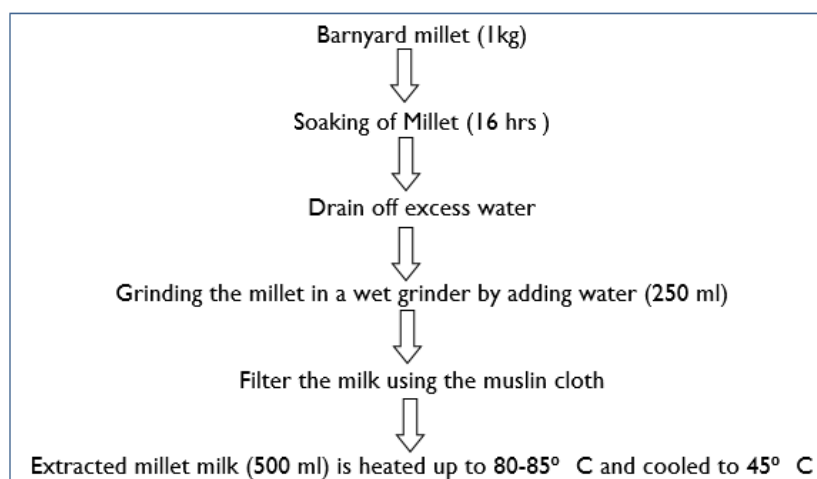 Barnyard millet (1kg)
Soaking of Millet (16 hrs )
Drain off excess water
Grinding the millet in a wet grinder by adding water (250 ml)
Filter the milk using the muslin cloth
Extracted millet milk (500 ml) is heated up to 80-85º C and cooled to 45º C